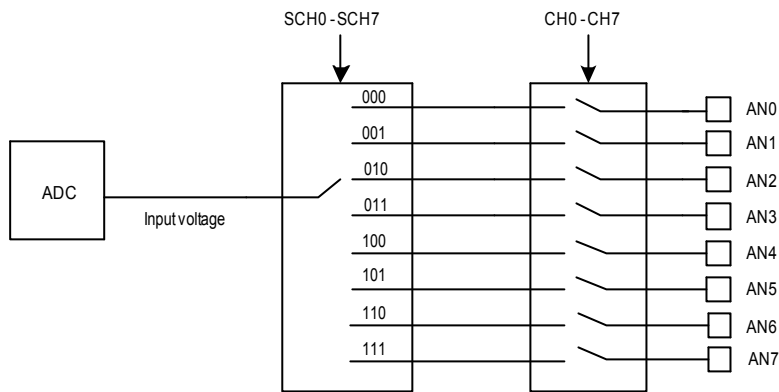 SCH0 -SCH7
CH0 -CH7
000
AN0
001
AN1
ADC
010
AN2
Input voltage
011
AN3
100
AN4
101
AN5
110
AN6
111
AN7